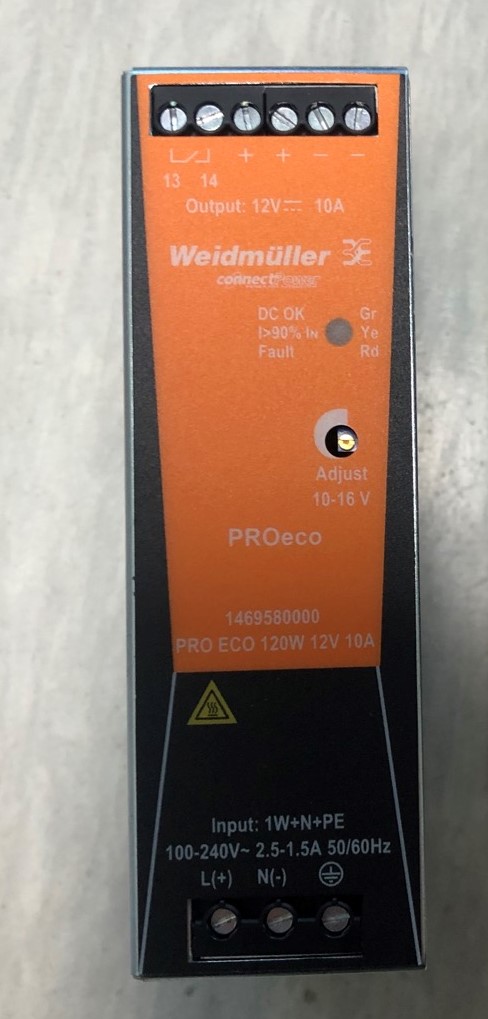 + + − −
13 14
Output: 12V⎓ 10A
Weidmüller
connectPower
DC OK Gr
I>90% IN Ye
Fault Rd
Adjust
10-16 V
PROeco
1469580000
PRO ECO 120W 12V 10A
Input: 1W+N+PE
100-240V~ 2.5-1.5A 50/60Hz
L(+) N(-)